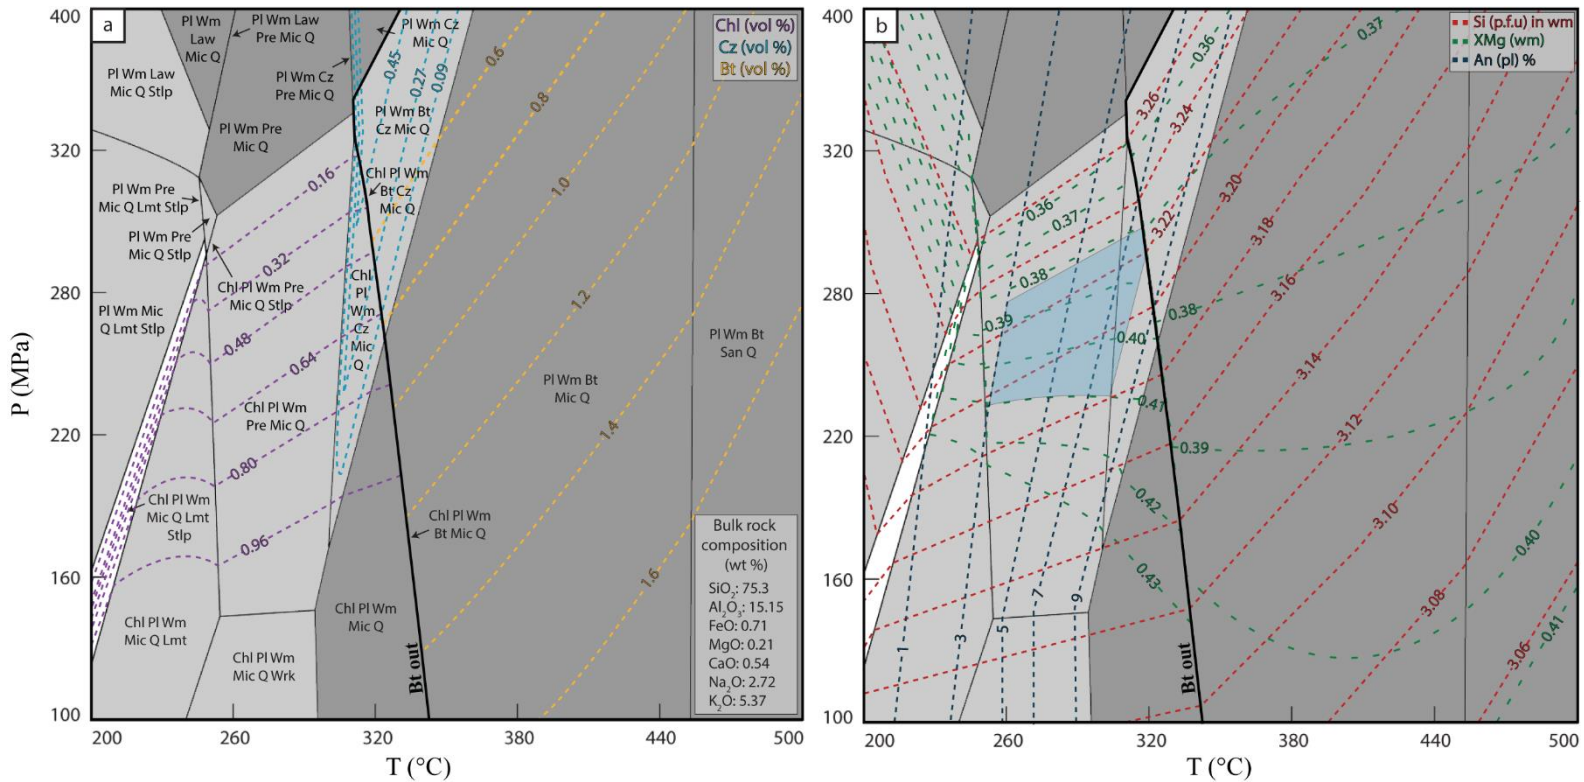 a
Pl Wm
Law
Mic Q
Pl Wm Law
Pre Mic Q
Pl Wm Cz
Mic Q
Chl (vol %)
Cz (vol %)
Bt (vol %)
Pl Wm Law
Mic Q Stlp
Pl Wm Cz
Pre Mic Q
0.45
0.27
0.09
0.6
0.8
Pl Wm Pre
Mic Q
Pl Wm Bt
Cz Mic Q
Pl Wm Pre
Mic Q Lmt Stlp
0.16
Chl Pl Wm
Bt Cz
Mic Q
1.0
Pl Wm Pre
Mic Q Stlp
0.32
Chl Pl Wm Pre
Mic Q Stlp
Chl
Pl
Wm
Cz
Mic
Q
1.2
Pl Wm Mic
Q Lmt Stlp
0.48
0.64
Pl Wm Bt
San Q
Pl Wm Bt
Mic Q
Chl Pl Wm
Pre Mic Q
1.4
0.80
Chl Pl Wm
Mic Q Lmt
Stlp
Chl Pl Wm
Bt Mic Q
0.96
1.6
Chl Pl Wm
Mic Q Lmt
Chl Pl Wm
Mic Q
Chl Pl Wm
Mic Q Wrk
Bt out
Bulk rock
composition
(wt %)
SiO₂: 75.3
Al₂O₃: 15.15
FeO: 0.71
MgO: 0.21
CaO: 0.54
Na₂O: 2.72
K₂O: 5.37
400
320
280
220
160
100
P (MPa)
200
260
320
380
440
500
T (°C)
b
Si (p.f.u) in wm
XMg (wm)
An (pl) %
0.36
0.37
3.26
3.24
3.20
3.22
0.36
0.37
3.18
0.38
3.16
0.39
0.38
0.40
3.14
0.41
3.12
0.39
0.42
3.10
0.43
0.40
3.08
3.06
0.41
1
3
5
7
9
Bt out
400
320
280
220
160
100
200
260
320
380
440
500
T (°C)